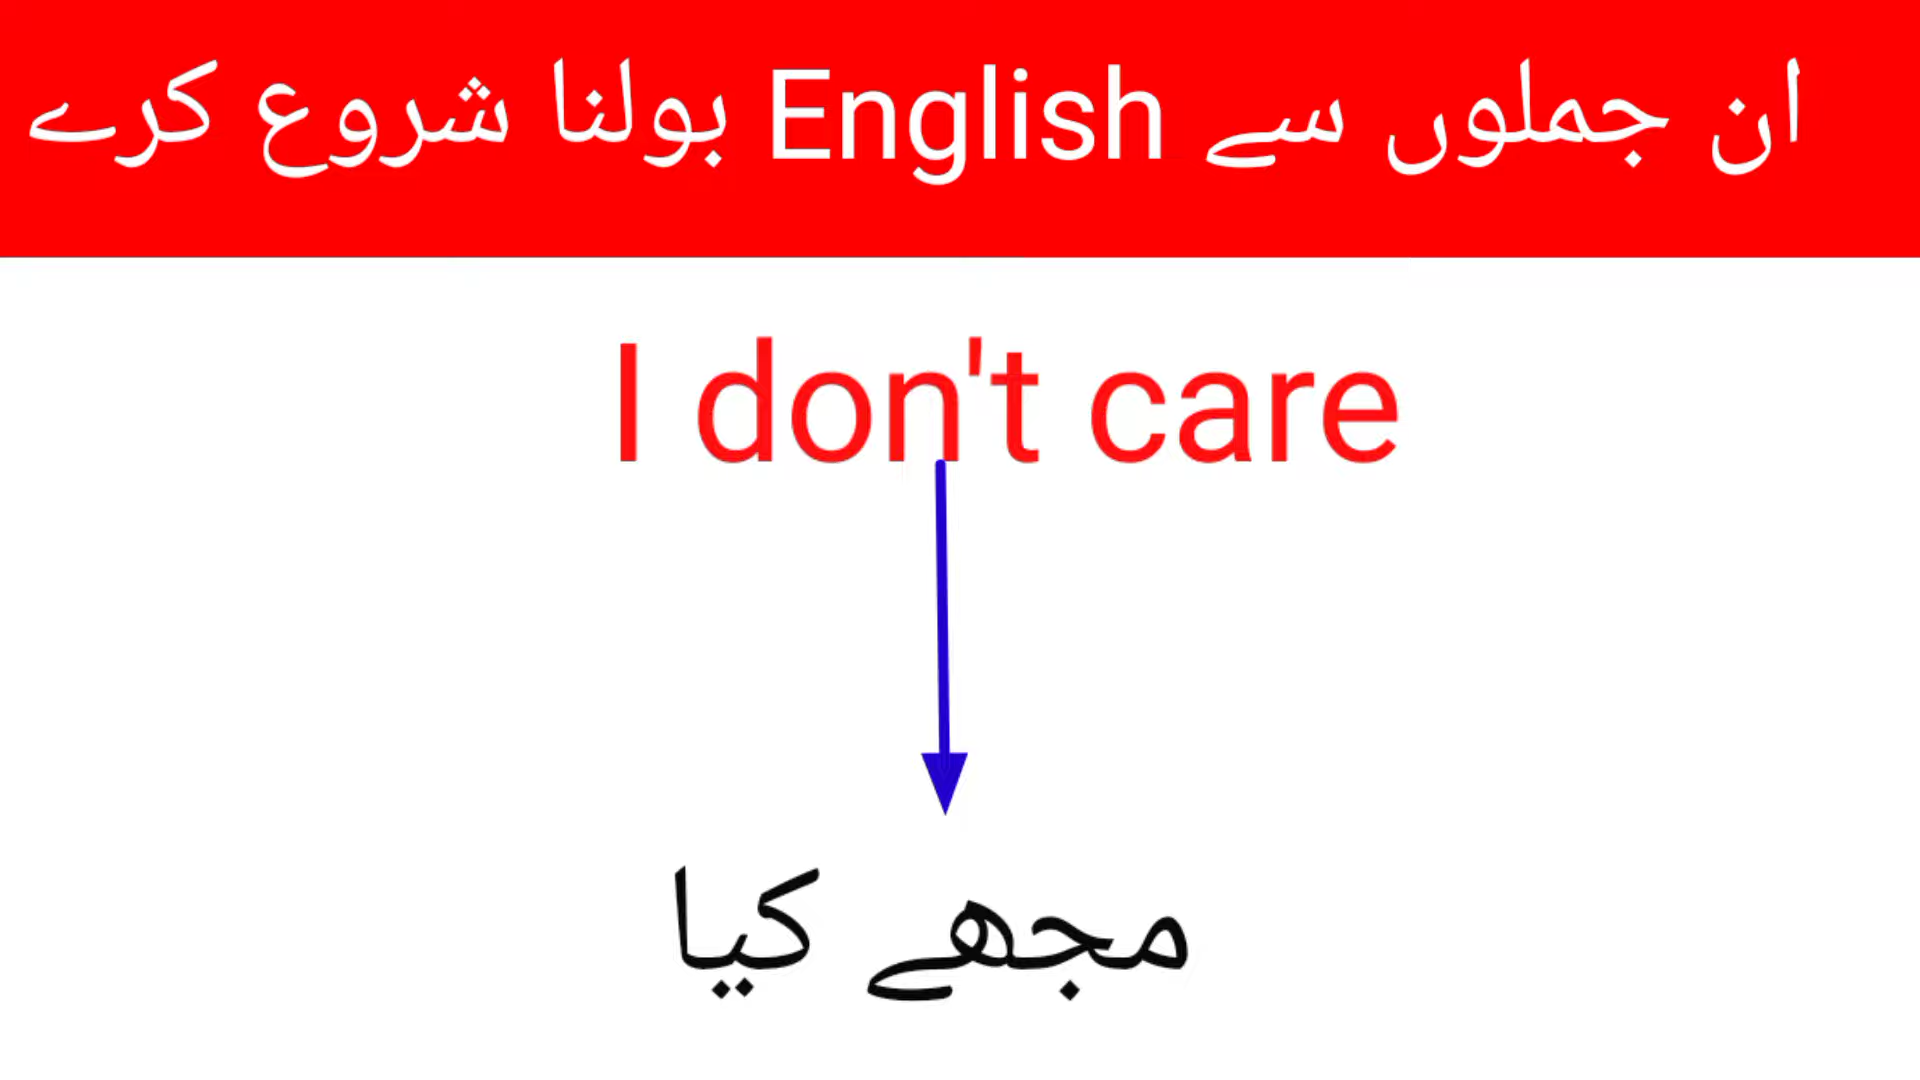 ان جملوں سے English بولنا شروع کرے
I don't care
مجھے کیا